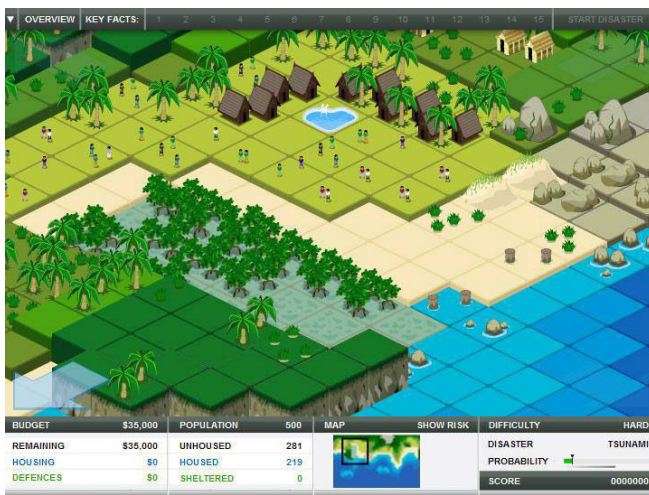 ▼ OVERVIEW KEY FACTS: 1 2 3 4 5 6 7 8 9 10 11 12 13 14 15 START DISASTER
BUDGET $35,000 POPULATION 500 MAP SHOW RISK DIFFICULTY HARD
REMAINING $35,000 UNHOUSED 281 DISASTER TSUNAMI
HOUSING $0 HOUSED 219 PROBABILITY
DEFENCES $0 SHELTERED 0 SCORE 0000000